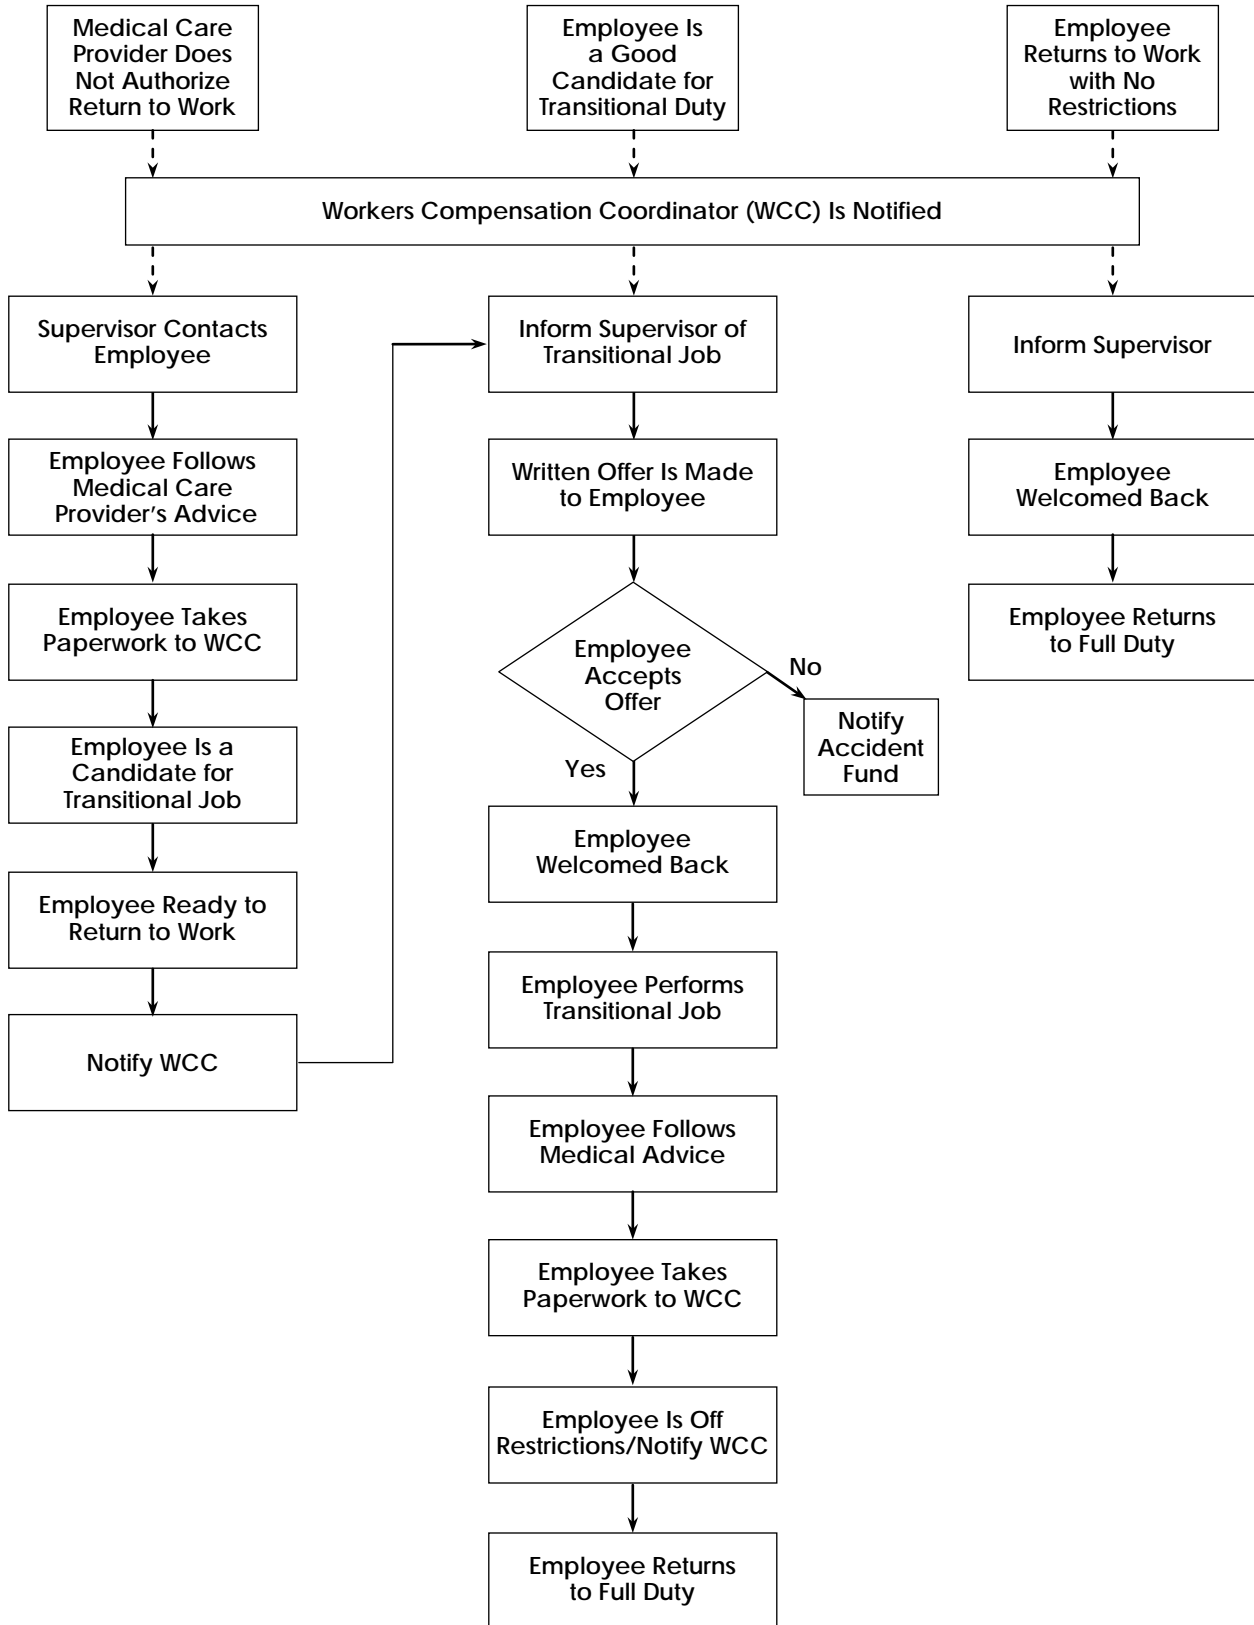 Medical Care
Provider Does
Not Authorize
Return to Work
Employee Is
a Good
Candidate for
Transitional Duty
Employee
Returns to Work
with No
Restrictions
Workers Compensation Coordinator (WCC) Is Notified
Supervisor Contacts
Employee
Employee Follows
Medical Care
Provider's Advice
Employee Takes
Paperwork to WCC
Employee Is a
Candidate for
Transitional Job
Employee Ready to
Return to Work
Notify WCC
Inform Supervisor of
Transitional Job
Written Offer Is Made
to Employee
Employee
Accepts
Offer
No
Notify
Accident
Fund
Yes
Employee
Welcomed Back
Employee Performs
Transitional Job
Employee Follows
Medical Advice
Employee Takes
Paperwork to WCC
Employee Is Off
Restrictions/Notify WCC
Employee Returns
to Full Duty
Inform Supervisor
Employee
Welcomed Back
Employee Returns
to Full Duty